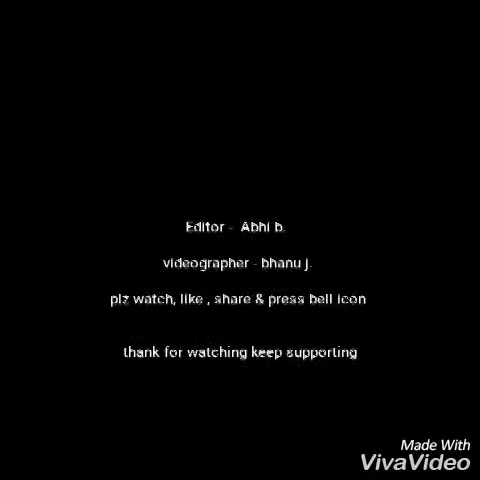 Editor - Abhi b.
videographer - bhanu j.
plz watch, like , share & press bell icon
thank for watching keep supporting
Made With
VivaVideo